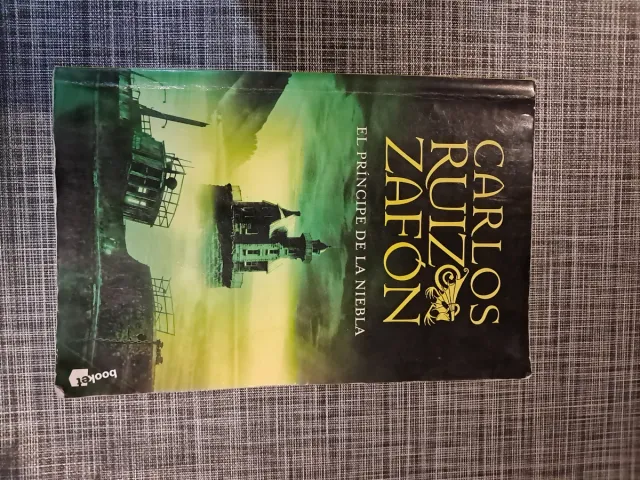 CARLOS
RUIZ
ZAFÓN
EL PRÍNCIPE DE LA NIEBLA
booket